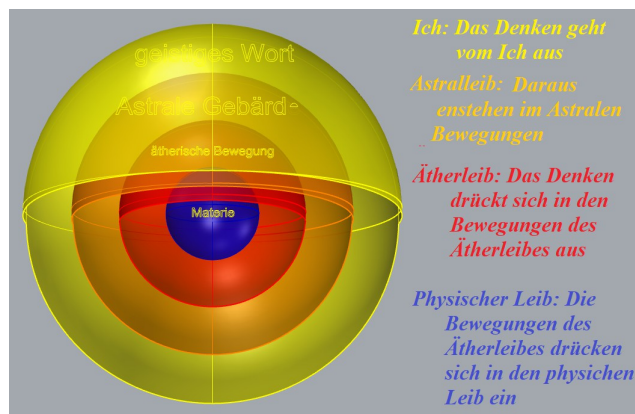 geistiges Wort
Astrale Gebärde
ätherische Bewegung
Materie
Ich: Das Denken geht
vom Ich aus
Astralleib: Daraus
enstehen im Astralen
Bewegungen
Ätherleib: Das Denken
drückt sich in den
Bewegungen des
Ätherleibes aus
Physischer Leib: Die
Bewegungen des
Ätherleibes drücken
sich in den physichen
Leib ein